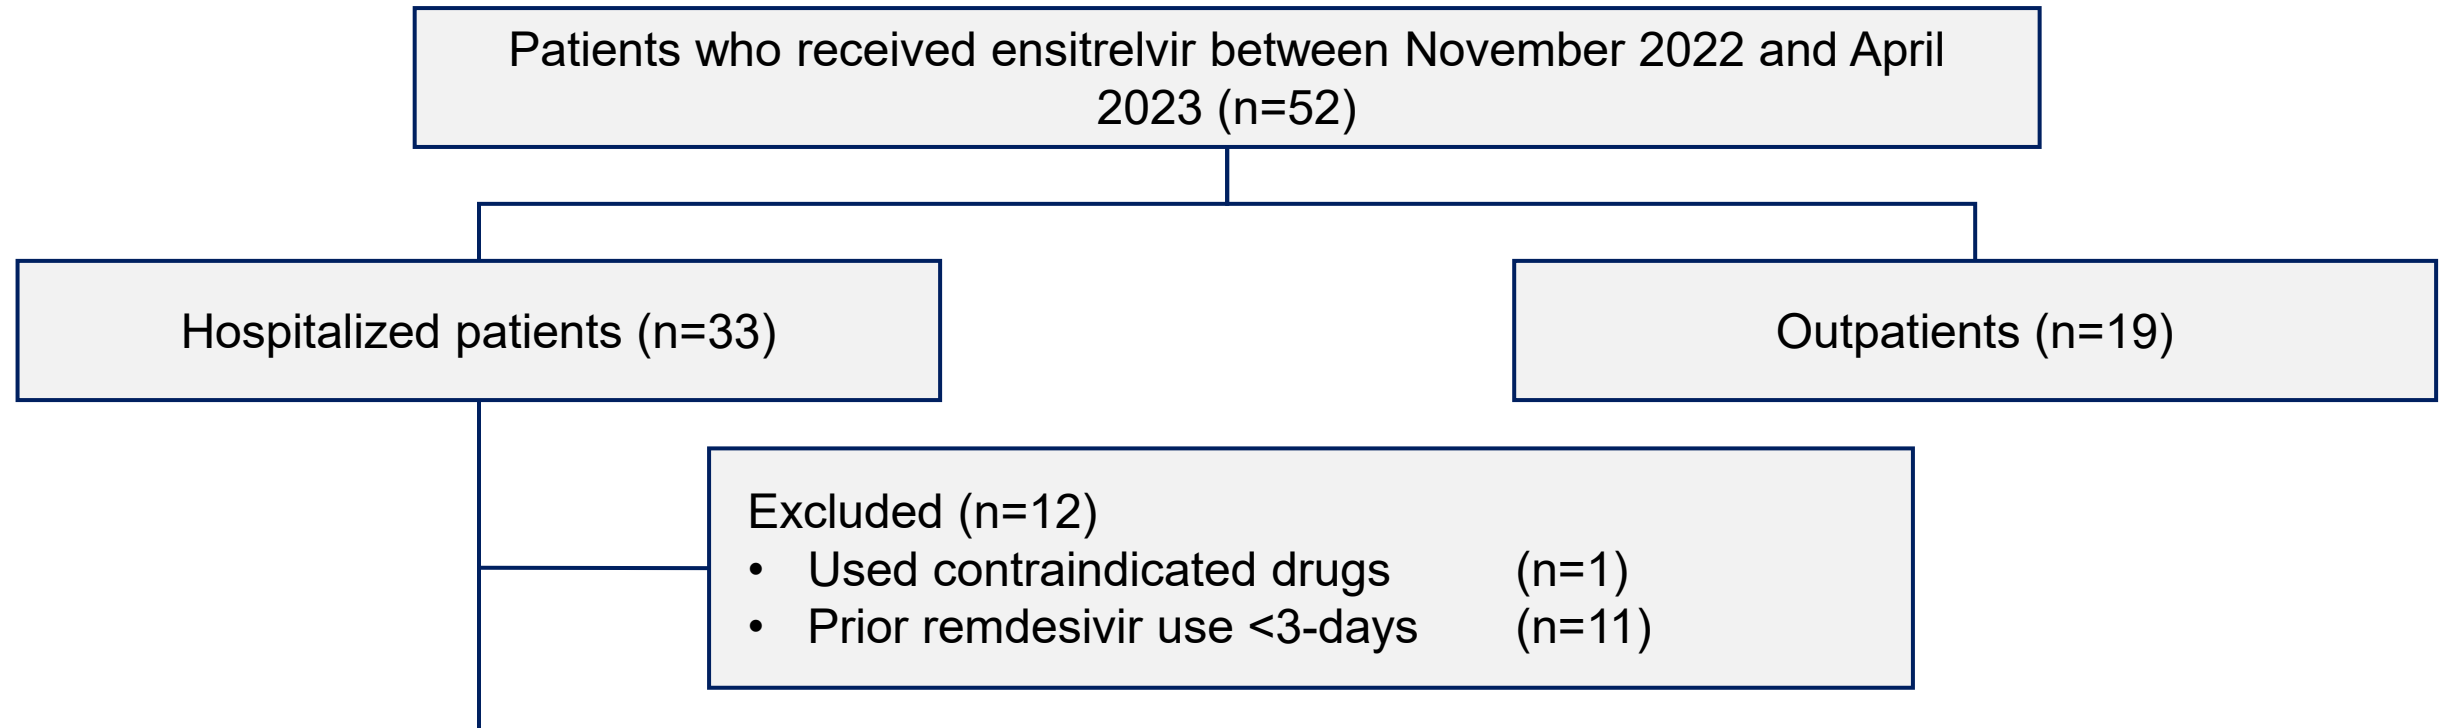 Patients who received ensitrelvir between November 2022 and April
2023 (n=52)
Hospitalized patients (n=33)
Outpatients (n=19)
Excluded (n=12)
• Used contraindicated drugs (n=1)
• Prior remdesivir use <3-days (n=11)